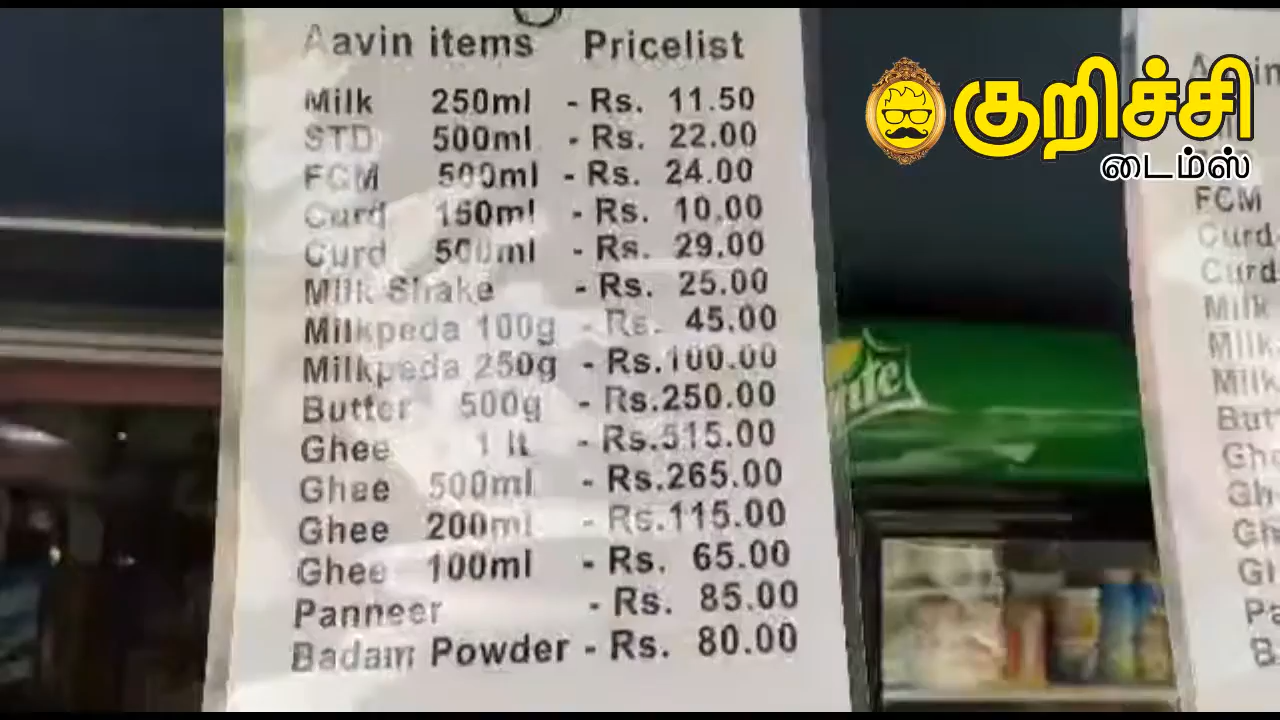 Aavin items Pricelist
Milk 250ml - Rs. 11.50
STD 500ml - Rs. 22.00
FCM 500ml - Rs. 24.00
Curd 150ml - Rs. 10.00
Curd 500ml - Rs. 29.00
Milk Shake - Rs. 25.00
Milkpeda 100g - Rs. 45.00
Milkpeda 250g - Rs.100.00
Butter 500g - Rs.250.00
Ghee 1 lt - Rs.515.00
Ghee 500ml - Rs.265.00
Ghee 200ml - Rs.115.00
Ghee 100ml - Rs. 65.00
Panneer - Rs. 85.00
Badam Powder - Rs. 80.00
குறிச்சி
டைம்ஸ்
FCM
Curd
Curd
Milk